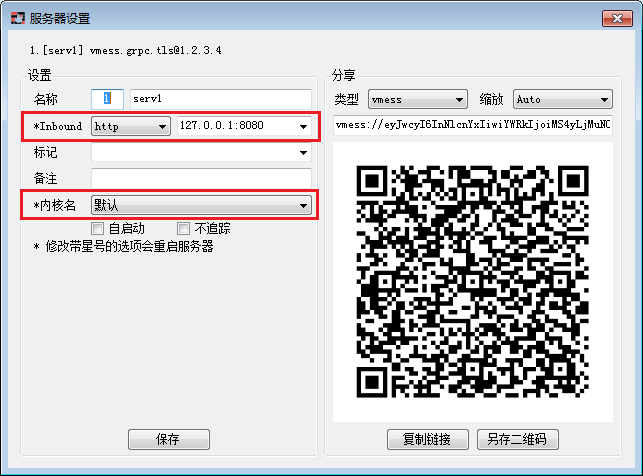 服务器设置
1.[serv1] vmess.grpc.tls@1.2.3.4
设置
名称 1 serv1
*Inbound http 127.0.0.1:8080
标记
备注
*内核名 默认
自启动 不追踪
* 修改带星号的选项会重启服务器
保存
分享
类型 vmess 缩放 Auto
vmess://eyJwcyI6InNlcnYxIiwiYWRkIjoiMS4yLjMuNC
复制链接 另存二维码